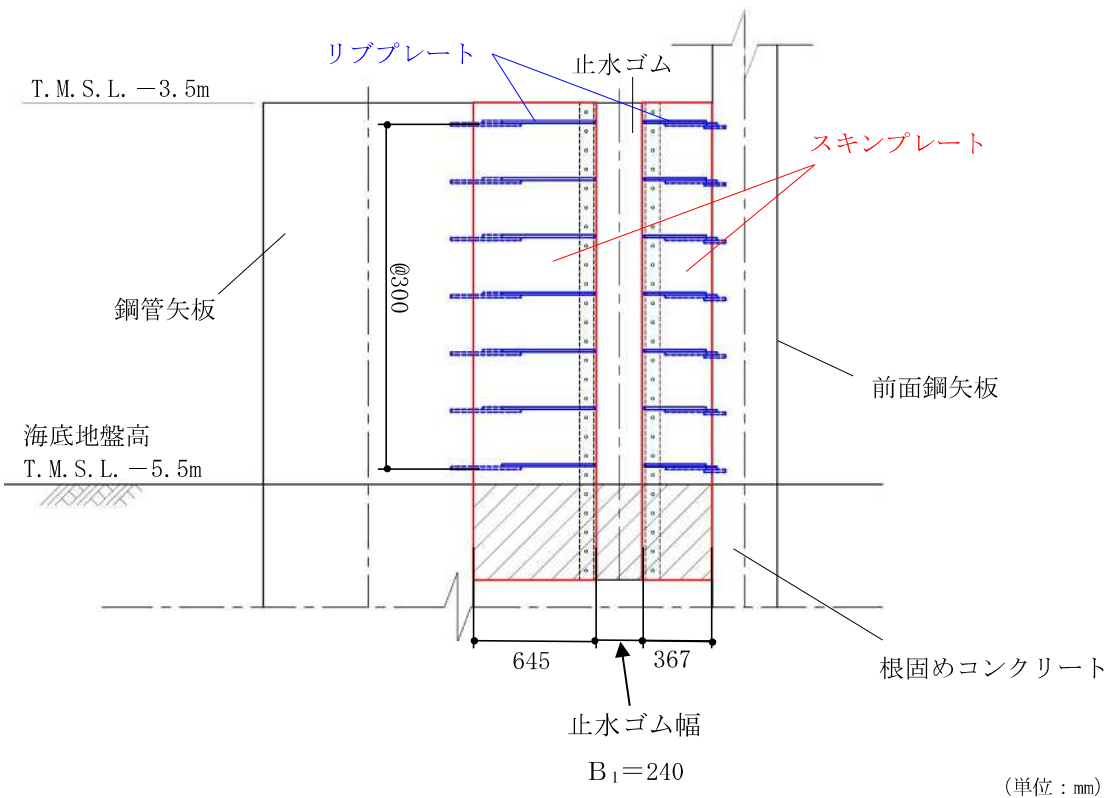 リブプレート
止水ゴム
T.M.S.L.－3.5m
スキンプレート
@300
鋼管矢板
前面鋼矢板
海底地盤高
T.M.S.L.－5.5m
645
367
根固めコンクリート
止水ゴム幅
B₁＝240
(単位：mm)